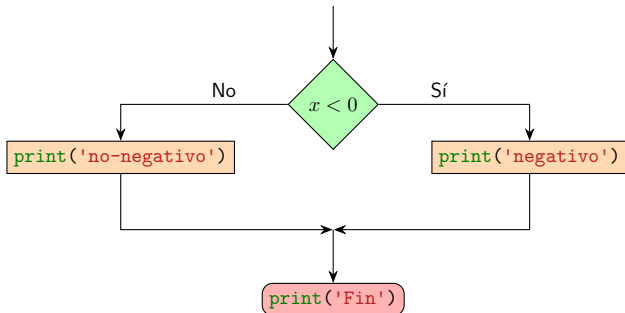 No
x < 0
Sí
print('no-negativo')
print('negativo')
print('Fin')